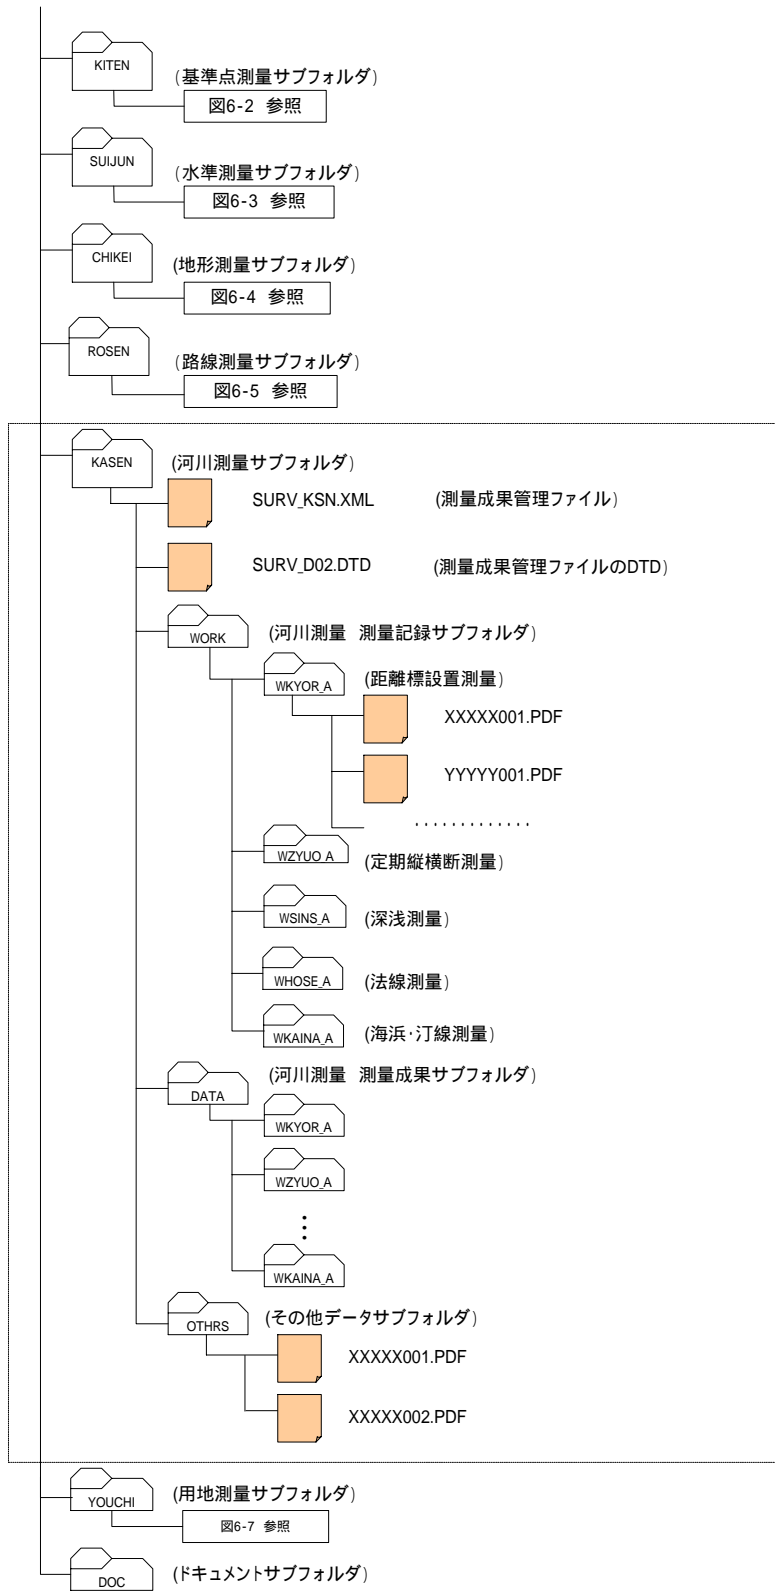 KITEN
(基準点測量サブフォルダ)
図6-2 参照
SUIJUN
(水準測量サブフォルダ)
図6-3 参照
CHIKEI
(地形測量サブフォルダ)
図6-4 参照
ROSEN
(路線測量サブフォルダ)
図6-5 参照
KASEN
(河川測量サブフォルダ)
SURV_KSN.XML (測量成果管理ファイル)
SURV_D02.DTD (測量成果管理ファイルのDTD)
WORK
(河川測量 測量記録サブフォルダ)
WKYOR_A
(距離標設置測量)
XXXXX001.PDF
YYYYY001.PDF
・・・・・・・・・・・・・
WZYUO_A
(定期縦横断測量)
WSINS_A
(深浅測量)
WHOSE_A
(法線測量)
WKAINA_A
(海浜・汀線測量)
DATA
(河川測量 測量成果サブフォルダ)
WKYOR_A
WZYUO_A
⋮
WKAINA_A
OTHRS
(その他データサブフォルダ)
XXXXX001.PDF
XXXXX002.PDF
YOUCHI
(用地測量サブフォルダ)
図6-7 参照
DOC
(ドキュメントサブフォルダ)